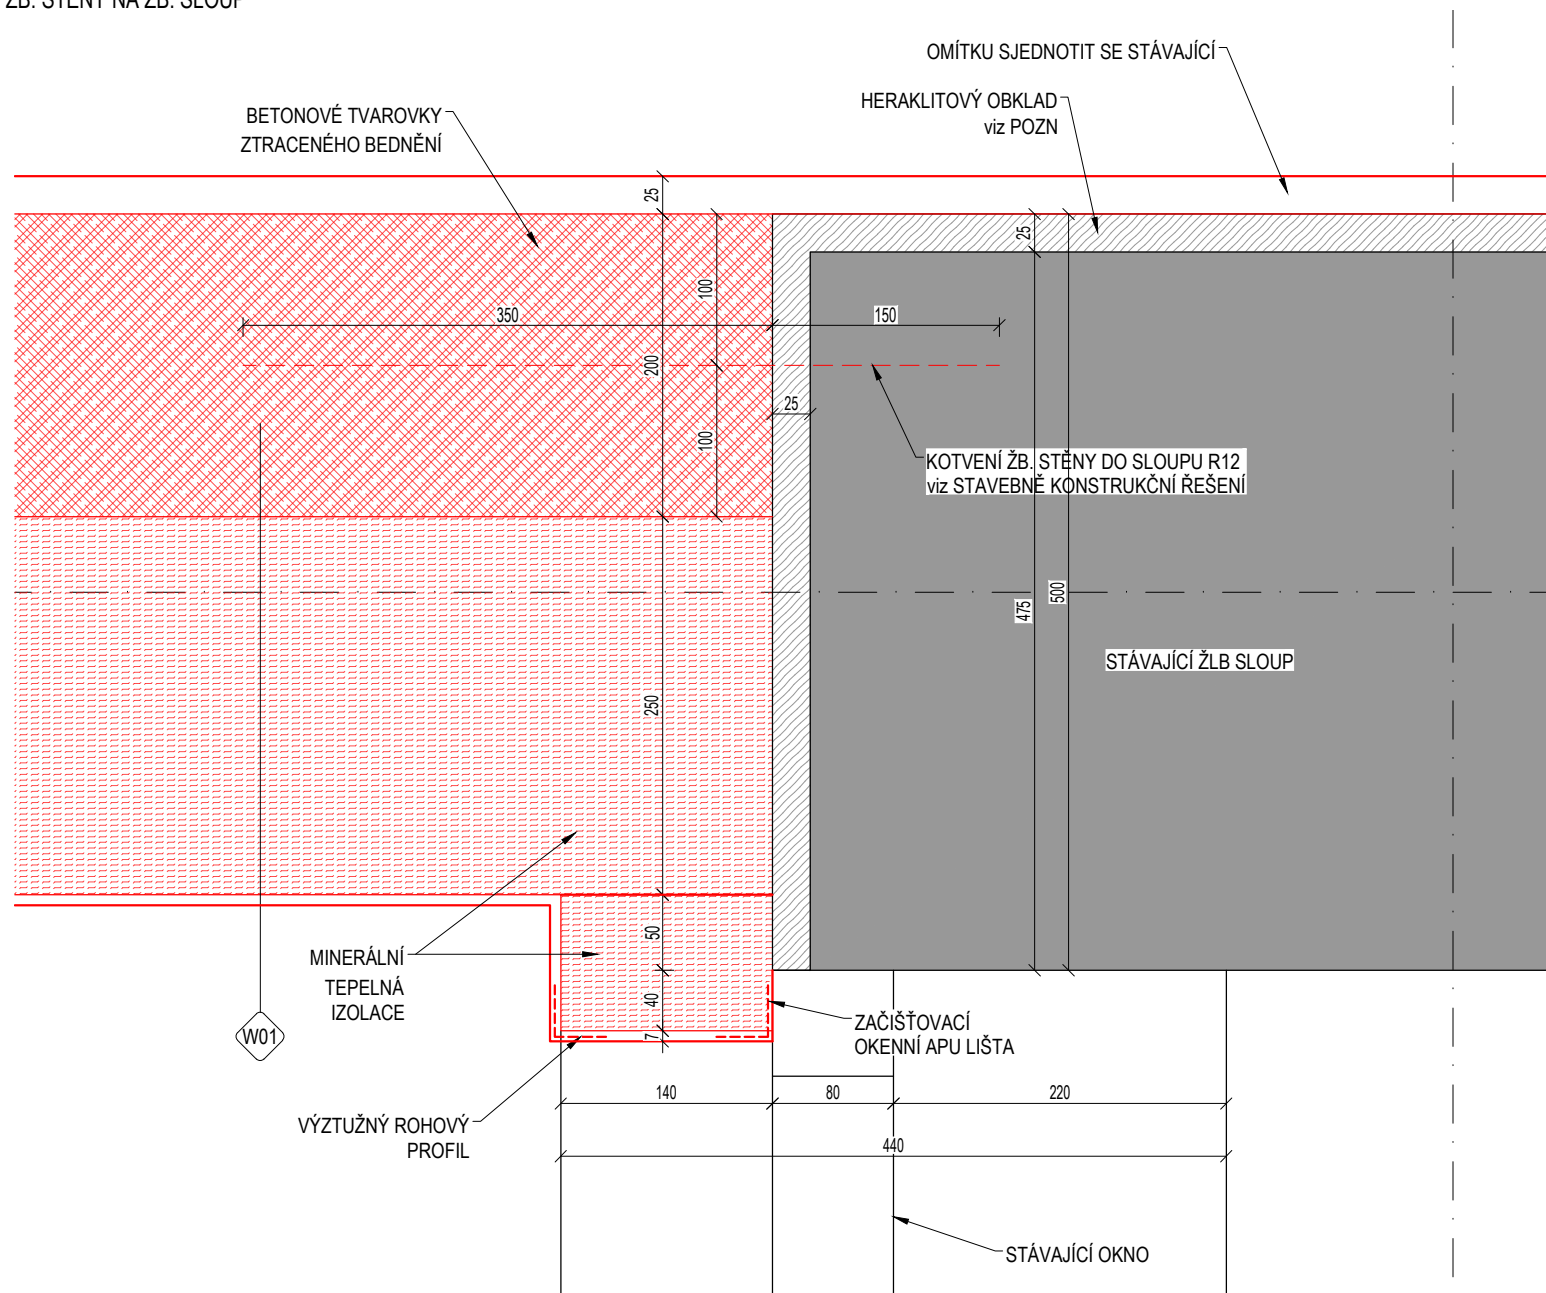 ŽB. STĚNY NA ŽB. SLOUP
OMÍTKU SJEDNOTIT SE STÁVAJÍCÍ
HERAKLITOVÝ OBKLAD
viz POZN
BETONOVÉ TVAROVKY
ZTRACENÉHO BEDNĚNÍ
25
25
100
350
150
200
25
100
KOTVENÍ ŽB. STĚNY DO SLOUPU R12
viz STAVEBNĚ KONSTRUKČNÍ ŘEŠENÍ
475
500
STÁVAJÍCÍ ŽLB SLOUP
250
50
MINERÁLNÍ
TEPELNÁ
IZOLACE
40
7
W01
ZAČIŠŤOVACÍ
OKENNÍ APU LIŠTA
140
80
220
VÝZTUŽNÝ ROHOVÝ
PROFIL
440
STÁVAJÍCÍ OKNO